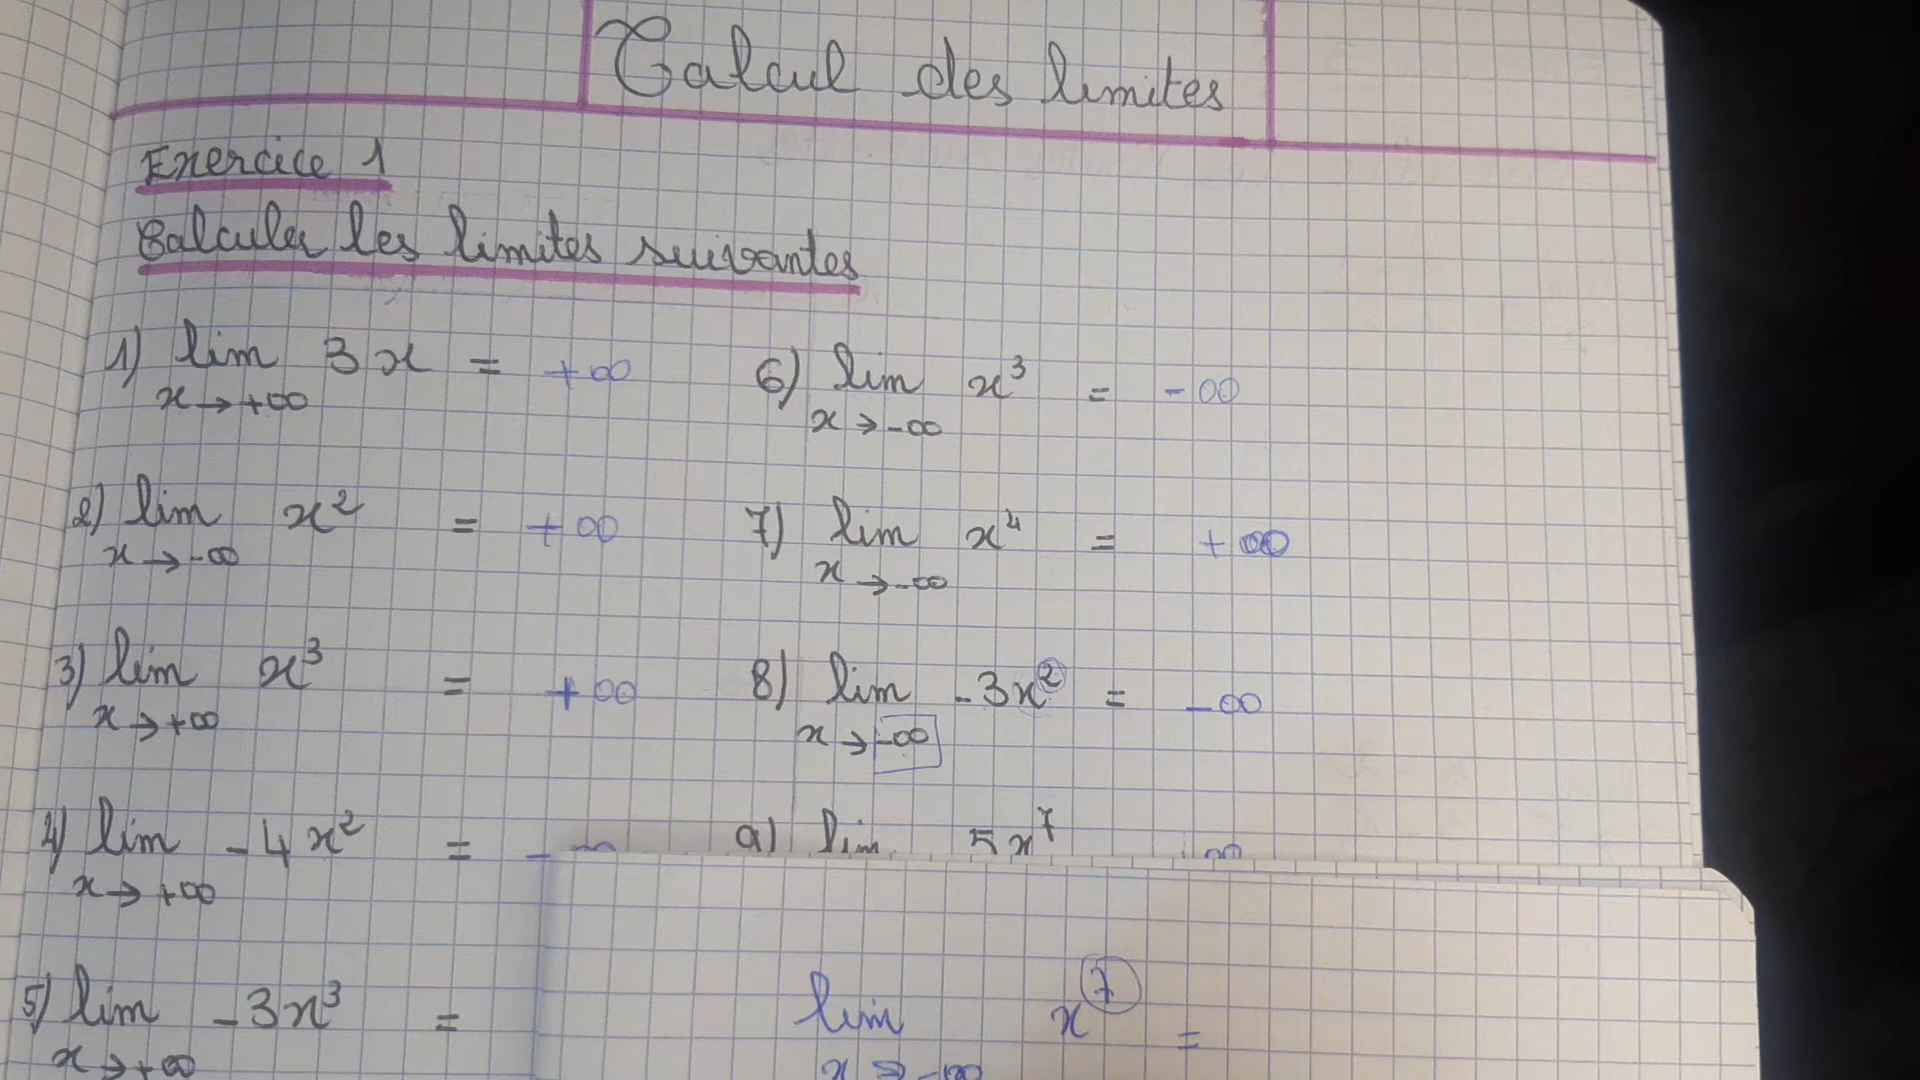 Calcul des limites
Exercice 1
Calculer les limites suivantes
1) lim 3x = +∞
x→+∞
2) lim x² = +∞
x→-∞
3) lim x³ = +∞
x→+∞
4) lim -4x² = -
x→+∞
5) lim -3x³ =
x→+∞
6) lim x³ = -∞
x→-∞
7) lim x⁴ = +∞
x→-∞
8) lim -3x² = -∞
x→-∞
lim 5x⁷ ∞
lim x⁷ =
x→-∞